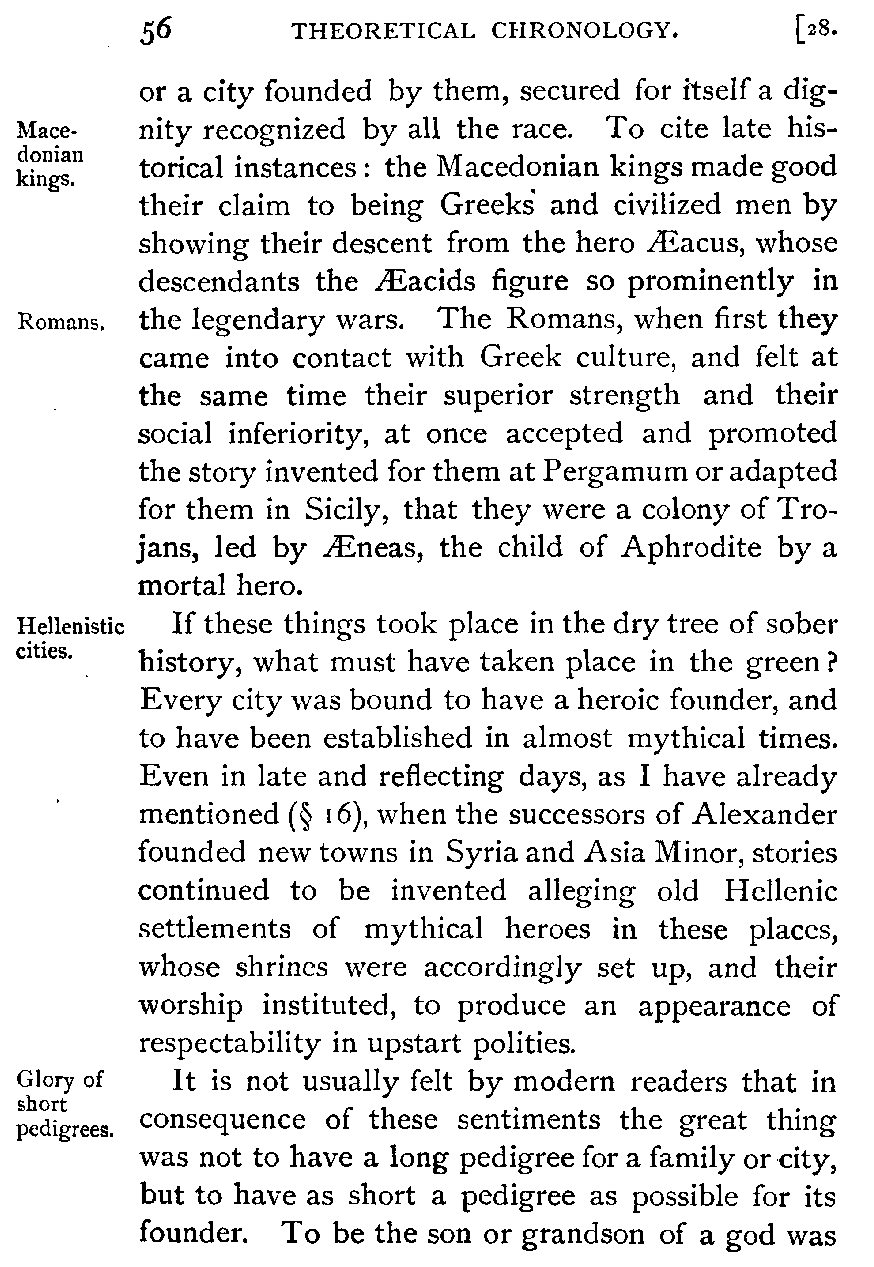 56 THEORETICAL CHRONOLOGY. [28.
or a city founded by them, secured for itself a dig-
Mace- nity recognized by all the race. To cite late his-
donian torical instances: the Macedonian kings made good
kings.
their claim to being Greeks and civilized men by
showing their descent from the hero Æacus, whose
descendants the Æacids figure so prominently in
Romans. the legendary wars. The Romans, when first they
came into contact with Greek culture, and felt at
the same time their superior strength and their
social inferiority, at once accepted and promoted
the story invented for them at Pergamum or adapted
for them in Sicily, that they were a colony of Tro-
jans, led by Æneas, the child of Aphrodite by a
mortal hero.
Hellenistic If these things took place in the dry tree of sober
cities. history, what must have taken place in the green?
Every city was bound to have a heroic founder, and
to have been established in almost mythical times.
Even in late and reflecting days, as I have already
mentioned (§ 16), when the successors of Alexander
founded new towns in Syria and Asia Minor, stories
continued to be invented alleging old Hellenic
settlements of mythical heroes in these places,
whose shrines were accordingly set up, and their
worship instituted, to produce an appearance of
respectability in upstart polities.
Glory of It is not usually felt by modern readers that in
short
pedigrees. consequence of these sentiments the great thing
was not to have a long pedigree for a family or city,
but to have as short a pedigree as possible for its
founder. To be the son or grandson of a god was